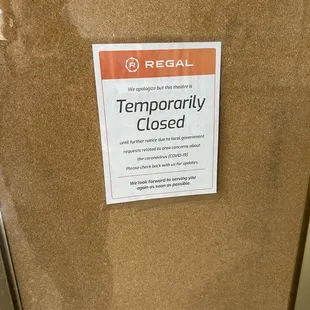 REGAL
We apologize but this theatre is
Temporarily
Closed
until further notice due to local government
requests related to area concerns about
the coronavirus (COVID-19)
Please check back with us for updates.
We look forward to serving you
again as soon as possible